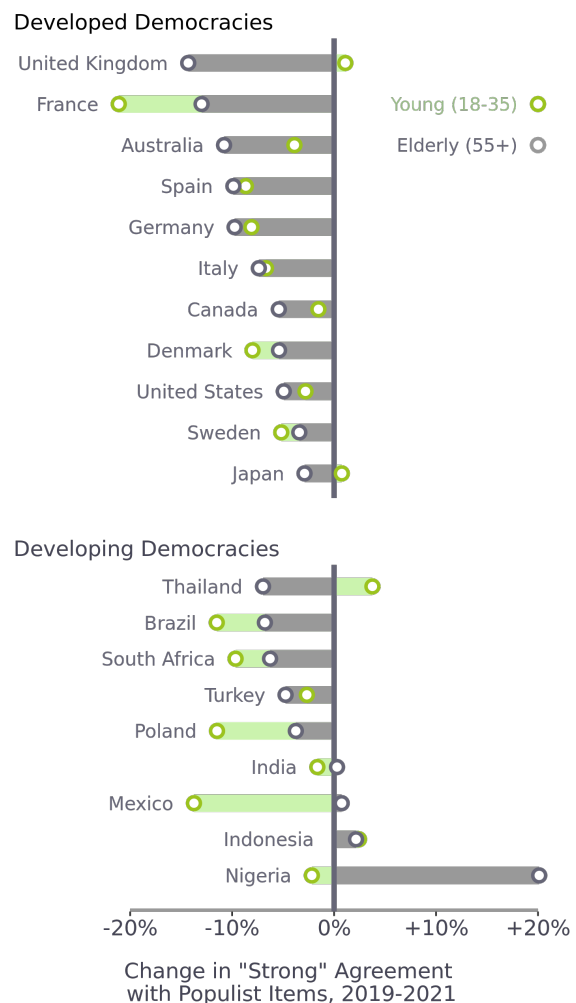 Developed Democracies
United Kingdom
France
Young (18-35)
Australia
Elderly (55+)
Spain
Germany
Italy
Canada
Denmark
United States
Sweden
Japan
Developing Democracies
Thailand
Brazil
South Africa
Turkey
Poland
India
Mexico
Indonesia
Nigeria
-20% -10% 0% +10% +20%
Change in "Strong" Agreement
with Populist Items, 2019-2021